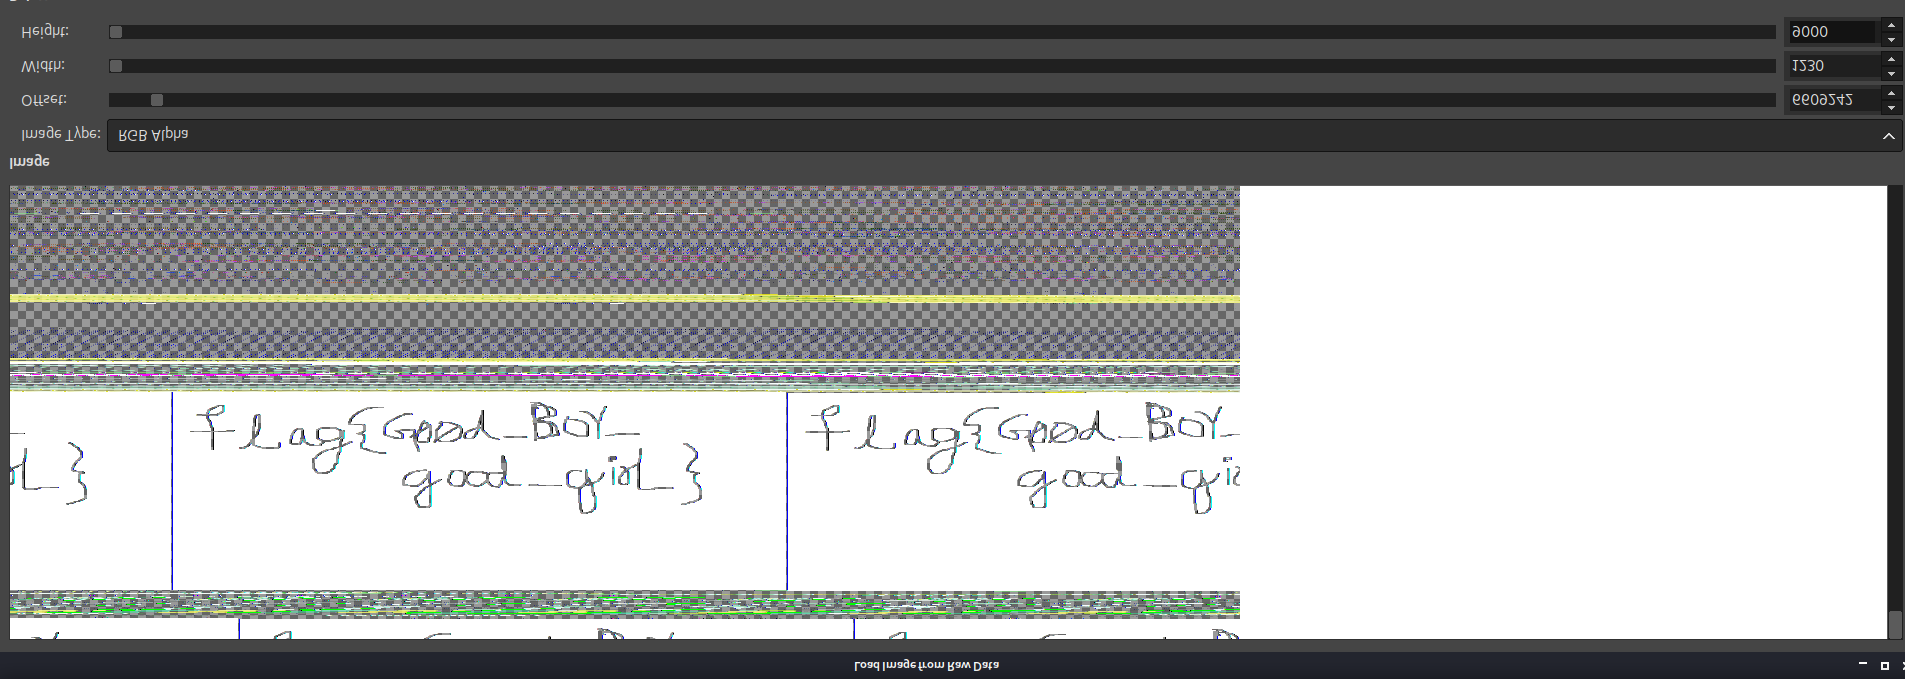 Height: 9000
Width: 1230
Offset: 6609242
Image Type: RGB Alpha
Image
flag{Good_BOY_ flag{Good_BOY_
_} good_girl_} good_gi
Load Image from Raw Data